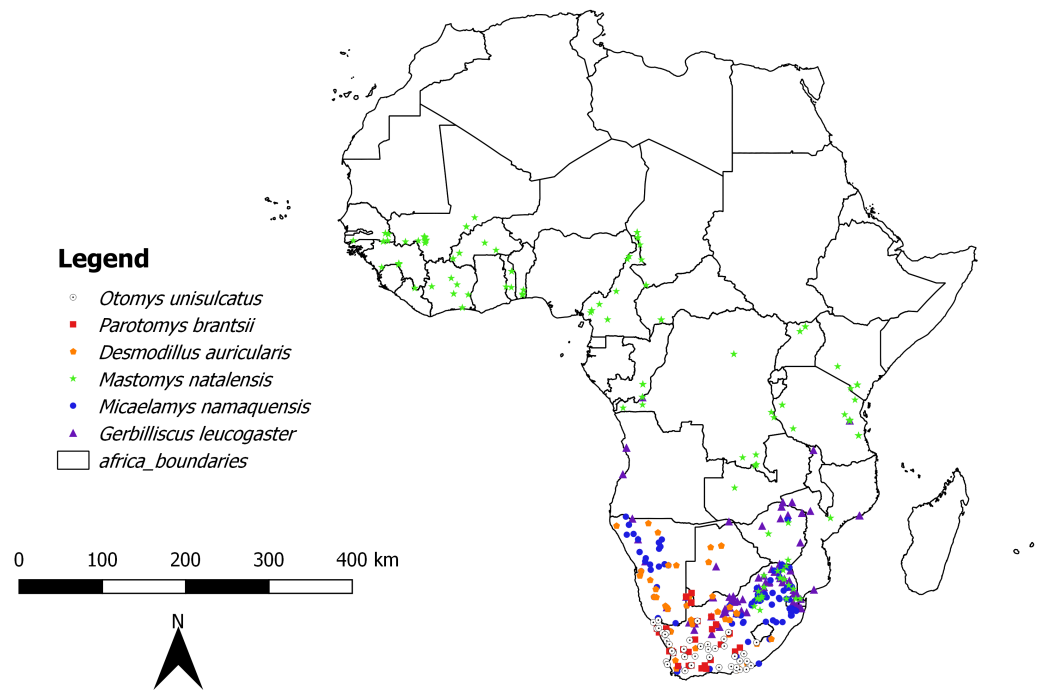 Legend
Otomys unisulcatus
Parotomys brantsii
Desmodillus auricularis
Mastomys natalensis
Micaelamys namaquensis
Gerbilliscus leucogaster
africa_boundaries
0 100 200 300 400 km
N